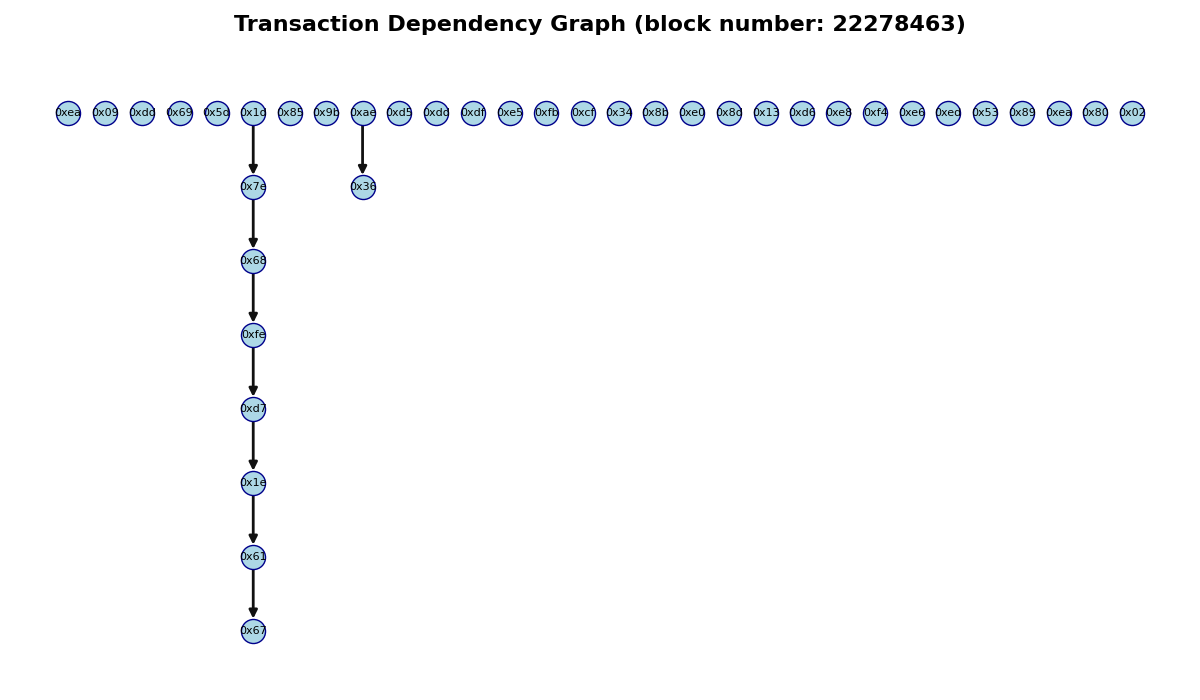 Transaction Dependency Graph (block number: 22278463)
0xea 0x09 0xdd 0x69 0x5d 0x1d 0x85 0x9b 0xae 0xd5 0xdd 0xdf 0xe5 0xfb 0xcf 0x34 0x8b 0xe0 0x8d 0x13 0xd6 0xe8 0xf4 0xe6 0xed 0x53 0x89 0xea 0x80 0x02
0x7e 0x36
0x68
0xfe
0xd7
0x1e
0x61
0x67